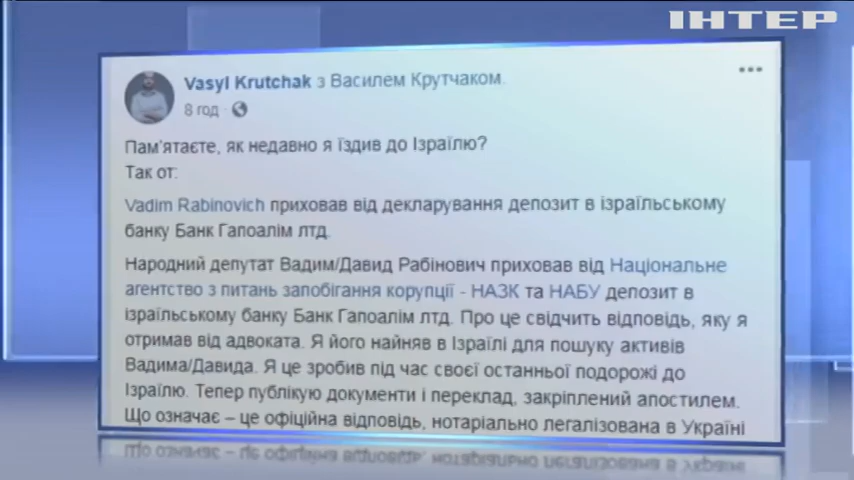 ІНТЕР
Vasyl Krutchak з Василем Крутчаком.
8 год
Пам'ятаєте, як недавно я їздив до Ізраїлю?
Так от:
Vadim Rabinovich приховав від декларування депозит в ізраїльському
банку Банк Гапоалім лтд.
Народний депутат Вадим/Давид Рабінович приховав від Національне
агентство з питань запобігання корупції - НАЗК та НАБУ депозит в
ізраїльському банку Банк Гапоалім лтд. Про це свідчить відповідь, яку я
отримав від адвоката. Я його найняв в Ізраїлі для пошуку активів
Вадима/Давида. Я це зробив під час своєї останньої подорожі до
Ізраїлю. Тепер публікую документи і переклад, закріплений апостилем.
Що означає – це офіційна відповідь, нотаріально легалізована в Україні